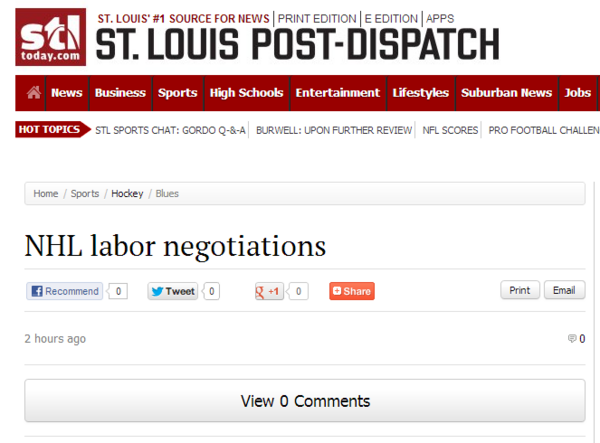 stl
today.com
ST. LOUIS' #1 SOURCE FOR NEWS | PRINT EDITION | E EDITION | APPS
ST. LOUIS POST-DISPATCH
News Business Sports High Schools Entertainment Lifestyles Suburban News Jobs
HOT TOPICS STL SPORTS CHAT: GORDO Q-&-A BURWELL: UPON FURTHER REVIEW NFL SCORES PRO FOOTBALL CHALLEN
Home / Sports / Hockey / Blues
NHL labor negotiations
Recommend 0 Tweet 0 +1 0 Share Print Email
2 hours ago 0
View 0 Comments